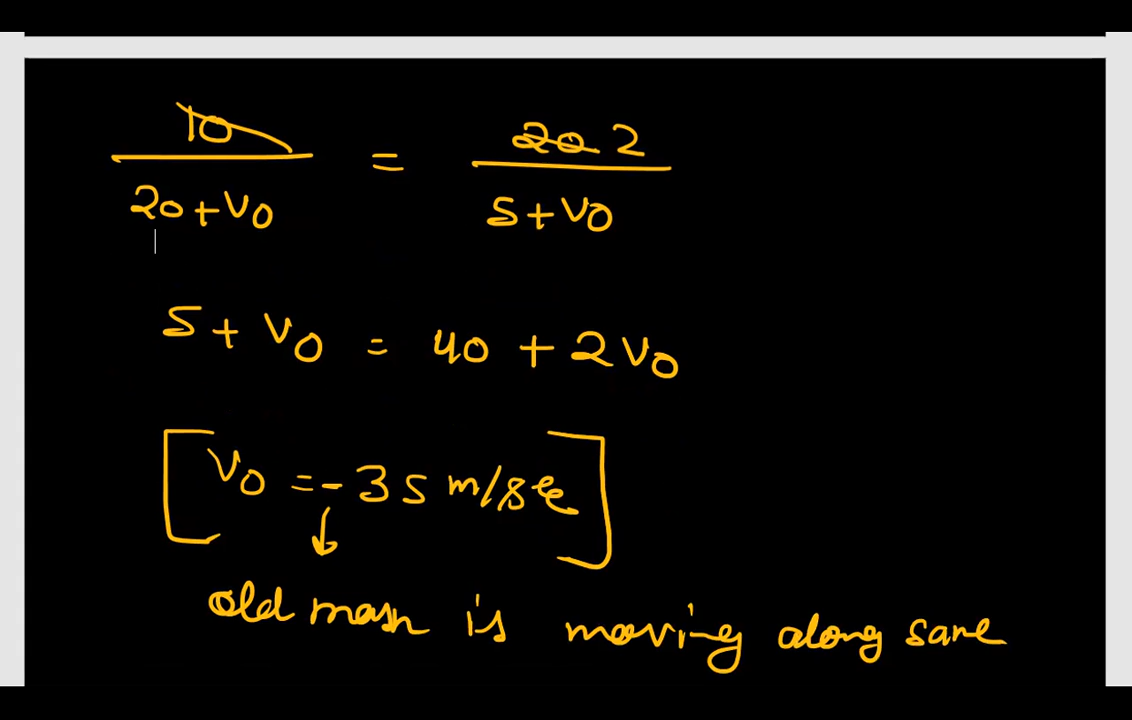 10 / 20 + V0 = 20 2 / 5 + V0
5 + V0 = 40 + 2V0
[V0 = -35 m/sec]
old man is moving along same